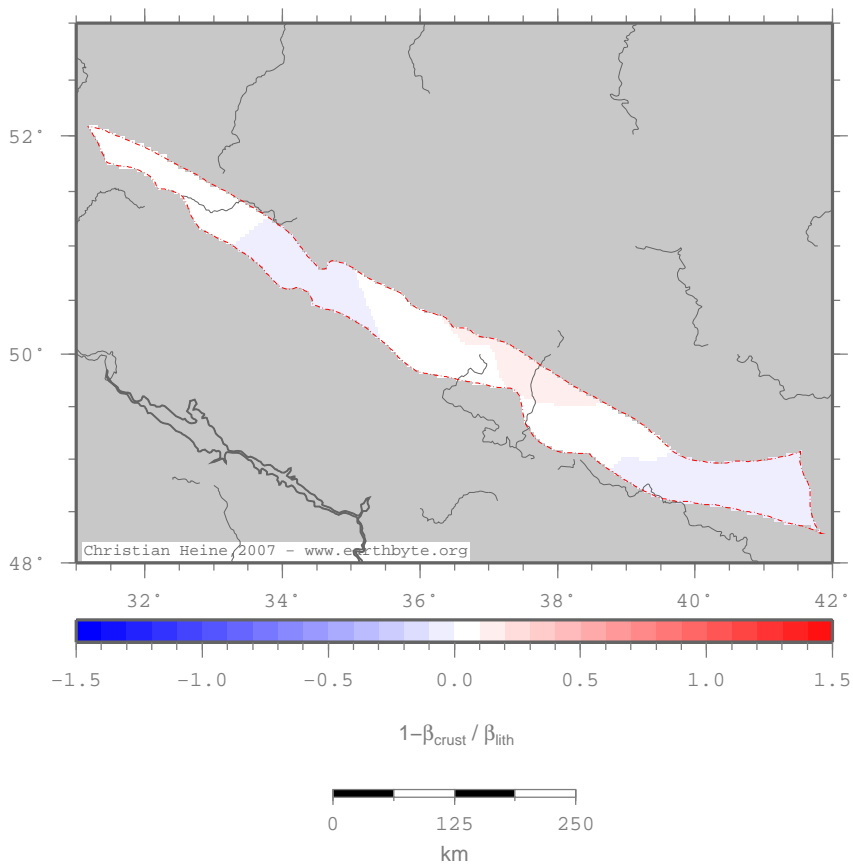 52°
50°
48°
Christian Heine 2007 - www.earthbyte.org
32° 34° 36° 38° 40° 42°
-1.5 -1.0 -0.5 0.0 0.5 1.0 1.5
1-βcrust / βlith
0 125 250
km